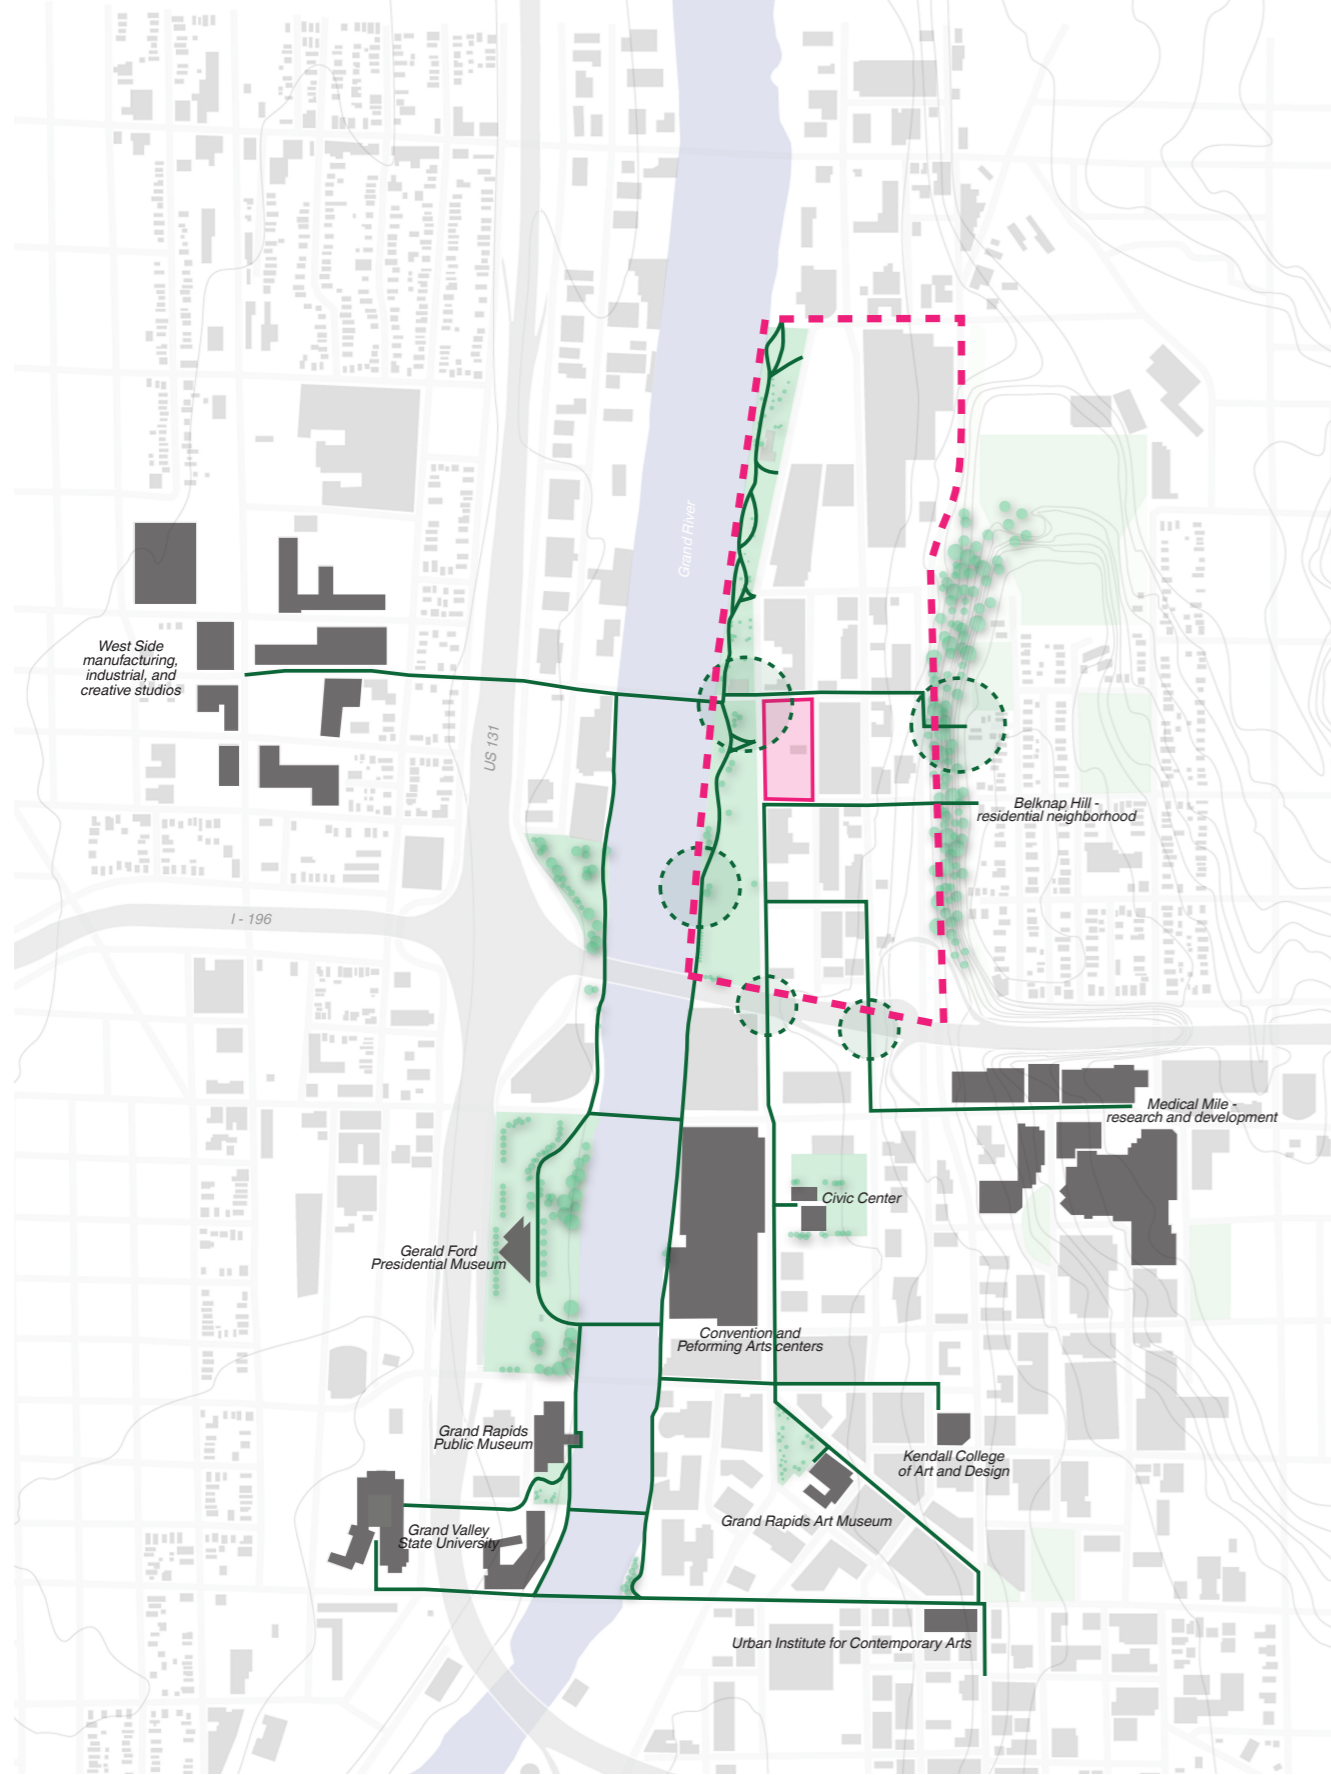 Grand River
West Side
manufacturing,
industrial, and
creative studios
US 131
Belknap Hill -
residential neighborhood
I - 196
Medical Mile -
research and development
Civic Center
Gerald Ford
Presidential Museum
Convention and
Peforming Arts centers
Grand Rapids
Public Museum
Kendall College
of Art and Design
Grand Rapids Art Museum
Grand Valley
State University
Urban Institute for Contemporary Arts